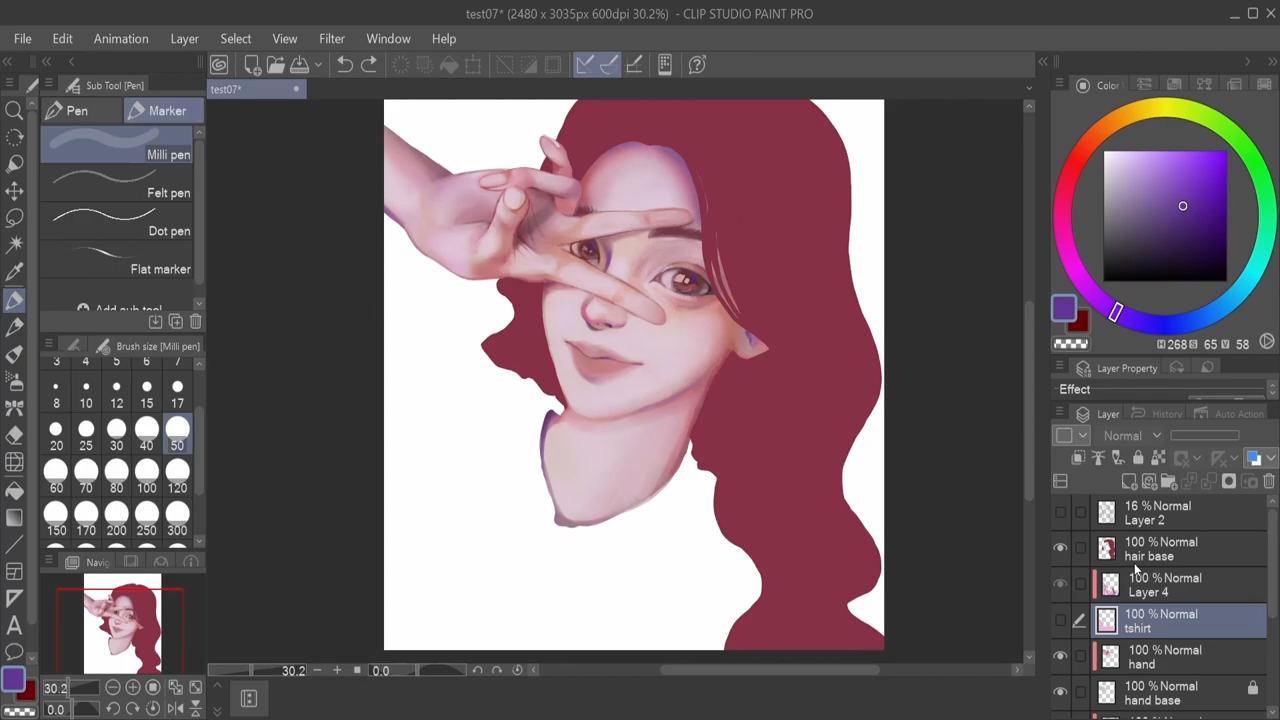 test07* (2480 x 3035px 600dpi 30.2%) - CLIP STUDIO PAINT PRO
File Edit Animation Layer Select View Filter Window Help
Sub Tool [Pen]
test07*
Color
Pen Marker
Milli pen
Felt pen
Dot pen
Flat marker
Add sub tool
Brush size [Milli pen]
3 4 5 6 7
8 10 12 15 17
20 25 30 40 50
60 70 80 100 120
150 170 200 250 300
H 268 S 65 V 58
Layer Property
Effect
Layer History Auto Action
Normal
16 % Normal
Layer 2
100 % Normal
hair base
100 % Normal
Layer 4
100 % Normal
tshirt
100 % Normal
hand
100 % Normal
hand base
Navig
30.2 0.0
30.2
0.0